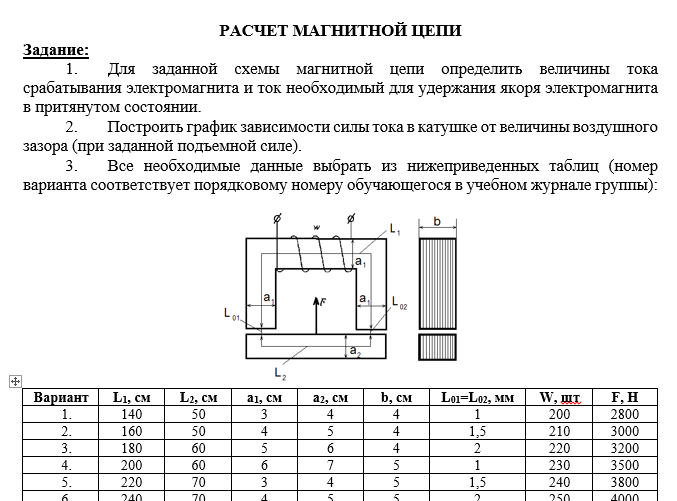 РАСЧЕТ МАГНИТНОЙ ЦЕПИ
Задание:
1. Для заданной схемы магнитной цепи определить величины тока
срабатывания электромагнита и ток необходимый для удержания якоря электромагнита
в притянутом состоянии.
2. Построить график зависимости силы тока в катушке от величины воздушного
зазора (при заданной подъемной силе).
3. Все необходимые данные выбрать из нижеприведенных таблиц (номер
варианта соответствует порядковому номеру обучающегося в учебном журнале группы):
w
L1
b
a1
a1
a1
F
L01
L02
a2
L2
Вариант L1, см L2, см a1, см a2, см b, см L01=L02, мм W, шт F, Н
1. 140 50 3 4 4 1 200 2800
2. 160 50 4 5 4 1,5 210 3000
3. 180 60 5 6 4 2 220 3200
4. 200 60 6 7 5 1 230 3500
5. 220 70 3 4 5 1,5 240 3800
6. 240 70 4 5 5 2 250 4000